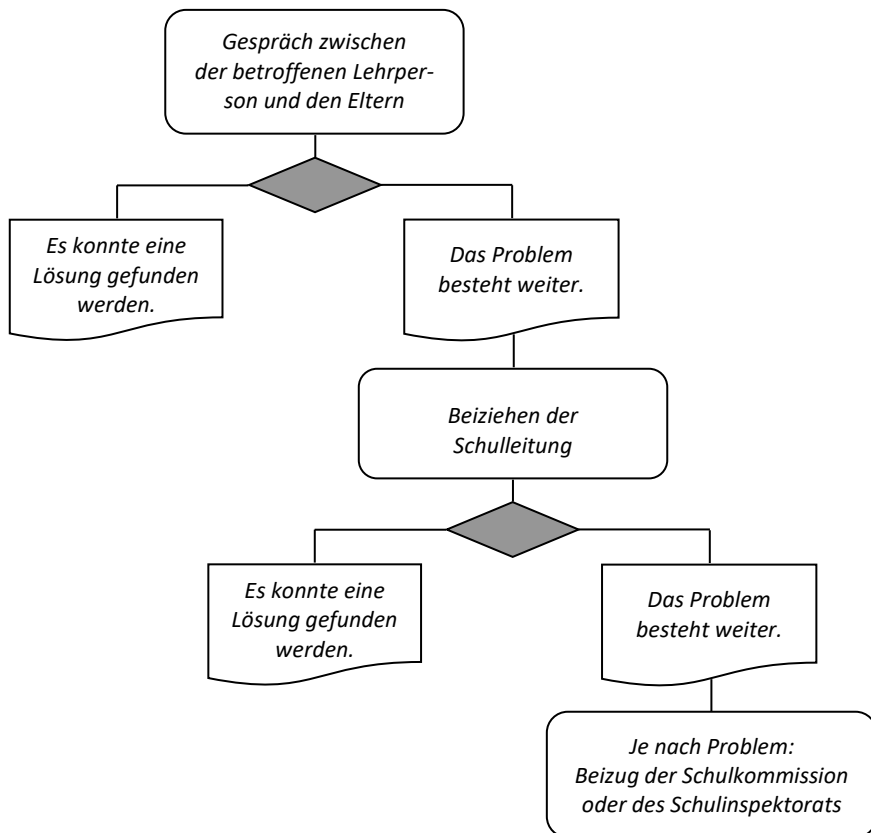 Gespräch zwischen
der betroffenen Lehrper-
son und den Eltern
Es konnte eine
Lösung gefunden
werden.
Das Problem
besteht weiter.
Beiziehen der
Schulleitung
Es konnte eine
Lösung gefunden
werden.
Das Problem
besteht weiter.
Je nach Problem:
Beizug der Schulkommission
oder des Schulinspektorats